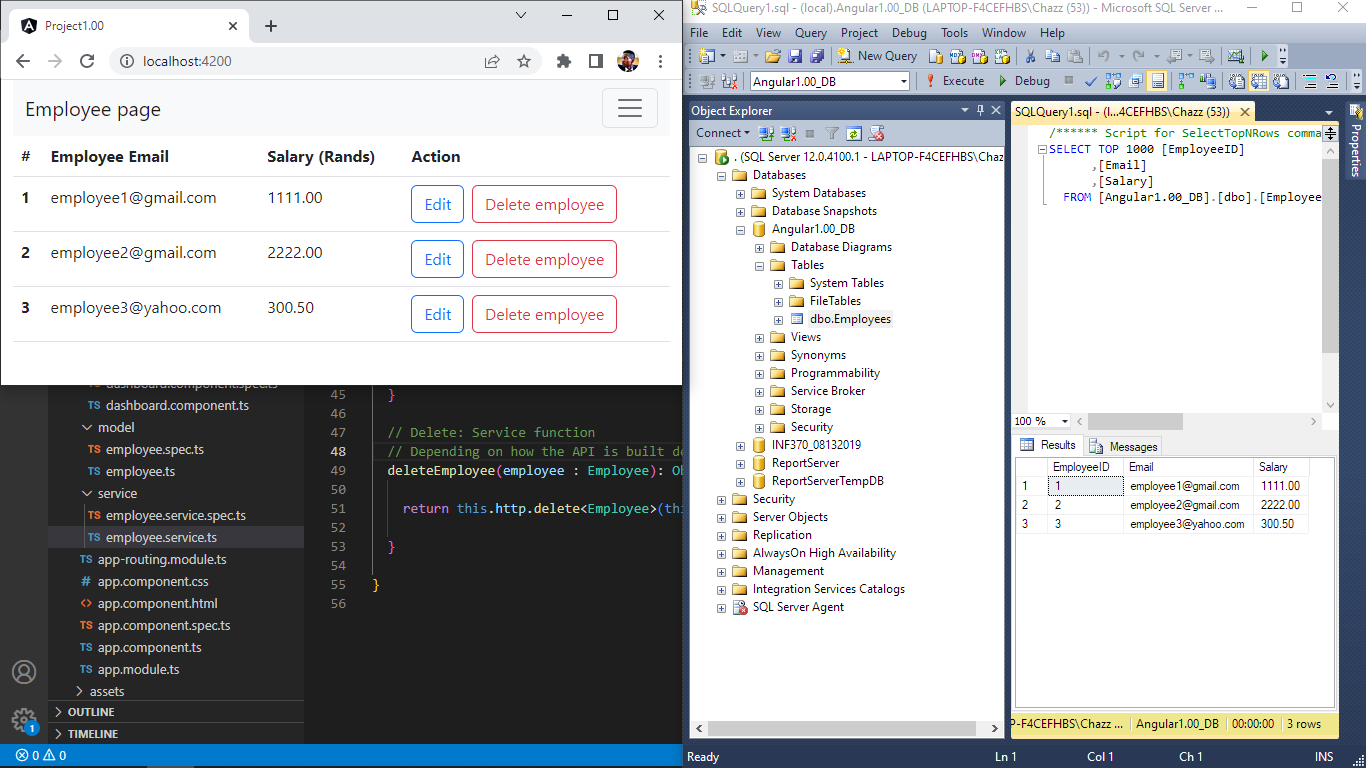 Project1.00
localhost:4200
Employee page
# Employee Email Salary (Rands) Action
1 employee1@gmail.com 1111.00 Edit Delete employee
2 employee2@gmail.com 2222.00 Edit Delete employee
3 employee3@yahoo.com 300.50 Edit Delete employee
TS dashboard.component.ts
model
TS employee.spec.ts
TS employee.ts
service
TS employee.service.spec.ts
TS employee.service.ts
TS app-routing.module.ts
# app.component.css
<> app.component.html
TS app.component.spec.ts
TS app.component.ts
TS app.module.ts
assets
OUTLINE
TIMELINE
1
0 0
45 }
46
47 // Delete: Service function
48 // Depending on how the API is built de
49 deleteEmployee(employee : Employee): Ob
50
51 return this.http.delete<Employee>(thi
52
53 }
54
55 }
56
SQLQuery1.sql - (local).Angular1.00_DB (LAPTOP-F4CEFHBS\Chazz (53)) - Microsoft SQL Server ...
File Edit View Query Project Debug Tools Window Help
New Query
Angular1.00_DB Execute Debug
Object Explorer
Connect
. (SQL Server 12.0.4100.1 - LAPTOP-F4CEFHBS\Chaz
Databases
System Databases
Database Snapshots
Angular1.00_DB
Database Diagrams
Tables
System Tables
FileTables
dbo.Employees
Views
Synonyms
Programmability
Service Broker
Storage
Security
INF370_08132019
ReportServer
ReportServerTempDB
Security
Server Objects
Replication
AlwaysOn High Availability
Management
Integration Services Catalogs
SQL Server Agent
SQLQuery1.sql - (l...4CEFHBS\Chazz (53))
/****** Script for SelectTopNRows comma
SELECT TOP 1000 [EmployeeID]
,[Email]
,[Salary]
FROM [Angular1.00_DB].[dbo].[Employee
100 %
Results Messages
EmployeeID Email Salary
1 1 employee1@gmail.com 1111.00
2 2 employee2@gmail.com 2222.00
3 3 employee3@yahoo.com 300.50
P-F4CEFHBS\Chazz ... Angular1.00_DB 00:00:00 3 rows
Properties
Ready Ln 1 Col 1 Ch 1 INS